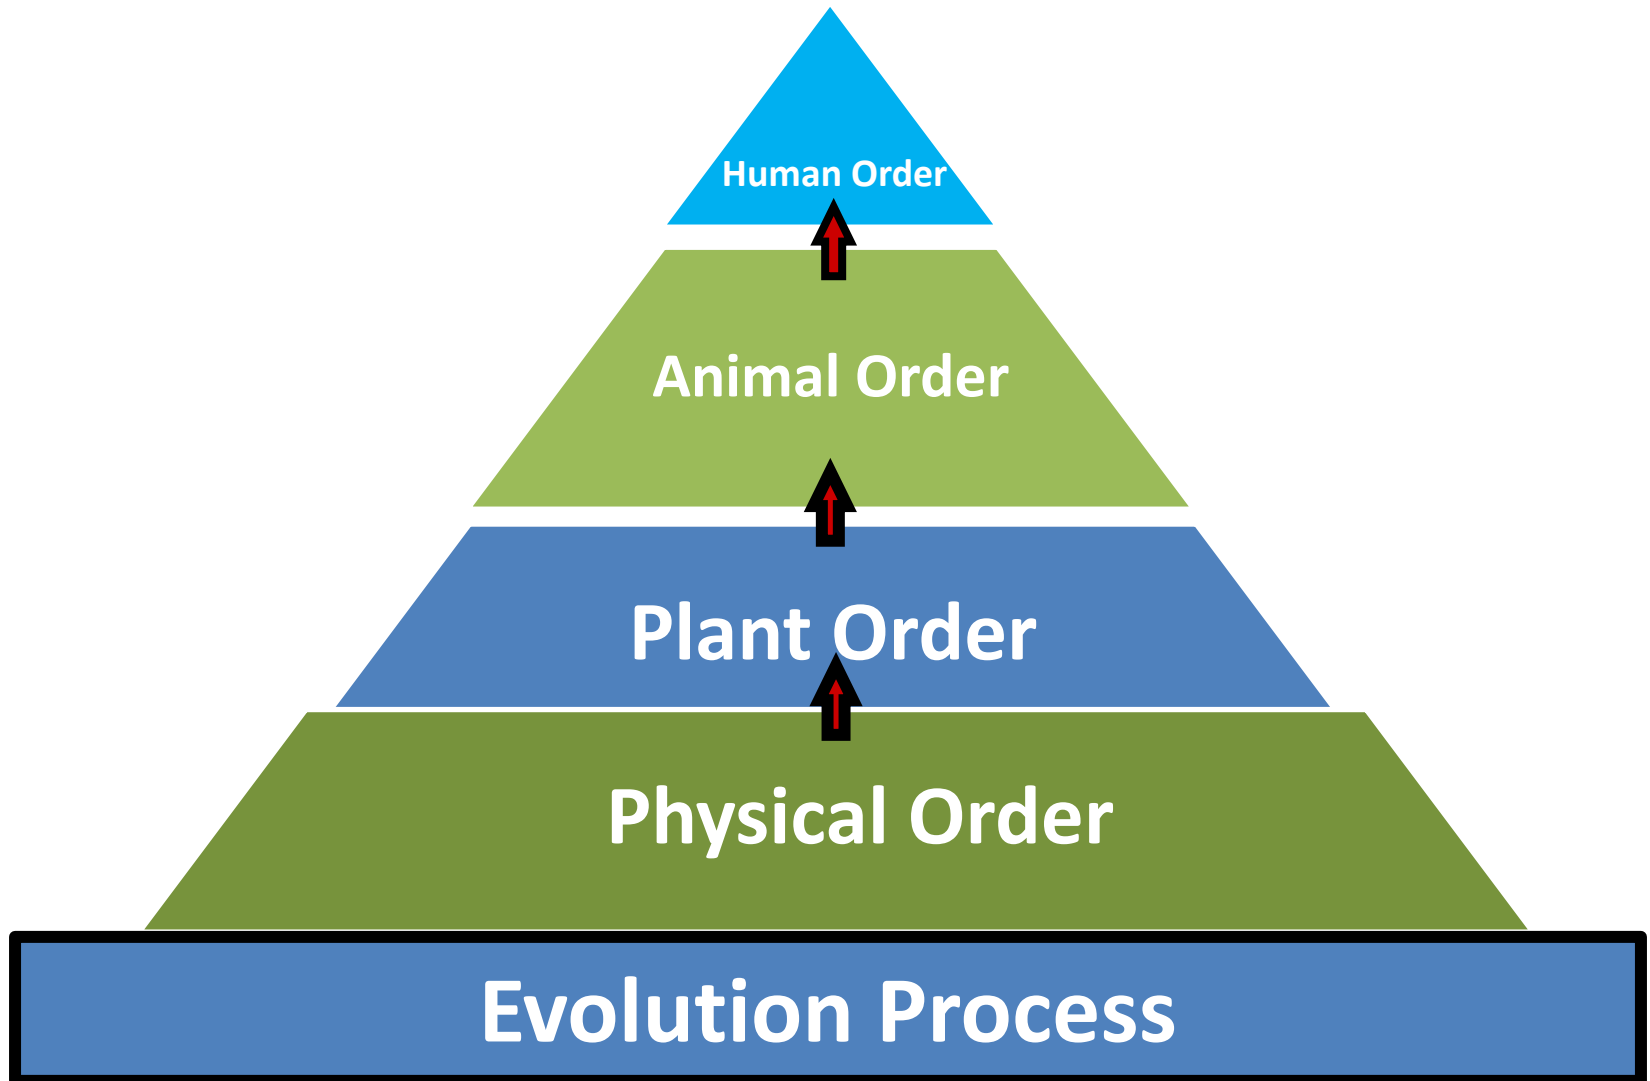 Human Order
Animal Order
Plant Order
Physical Order
Evolution Process